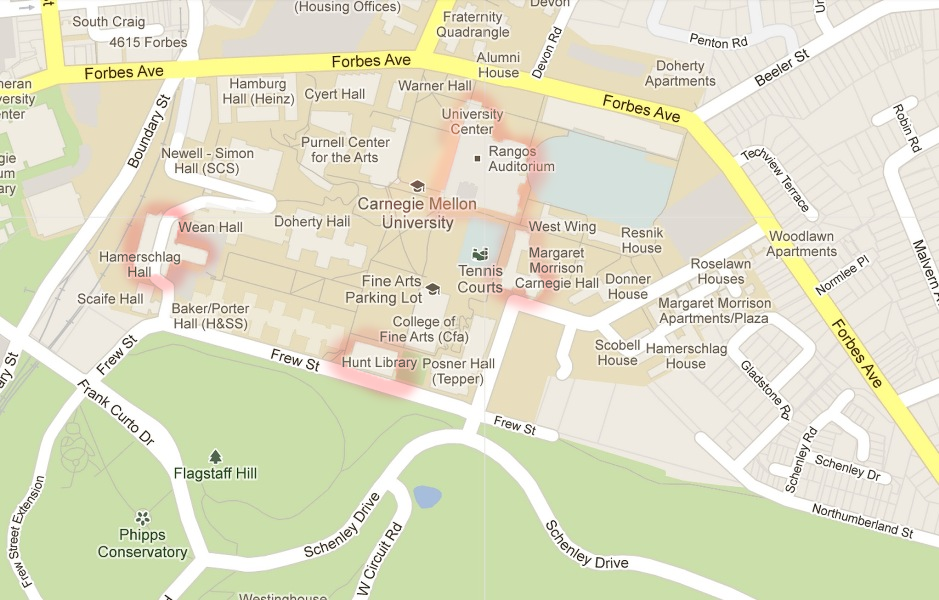 (Housing Offices)
Devon
South Craig
4615 Forbes
Fraternity
Quadrangle
Devon Rd
Penton Rd
Forbes Ave
Forbes Ave
Alumni
House
Doherty
Apartments
Beeler St
Hamburg
Hall (Heinz)
Cyert Hall
Warner Hall
Forbes Ave
Robin Rd
Boundary St
University
Center
Purnell Center
for the Arts
Rangos
Auditorium
Newell - Simon
Hall (SCS)
Techview Terrace
Carnegie Mellon
University
Wean Hall
Doherty Hall
West Wing
Resnik
House
Woodlawn
Apartments
Malvern A
Hamerschlag
Hall
Tennis
Courts
Margaret
Morrison
Carnegie Hall
Donner
House
Roselawn
Houses
Normlee Pl
Fine Arts
Parking Lot
Scaife Hall
Baker/Porter
Hall (H&SS)
Margaret Morrison
Apartments/Plaza
College of
Fine Arts (Cfa)
Forbes Ave
Frew St
Frew St
Hunt Library
Posner Hall
(Tepper)
Scobell
House
Hamerschlag
House
Gladstone Rd
Frank Curto Dr
Frew St
Flagstaff Hill
Schenley Rd
Schenley Dr
Frew Street Extension
Phipps
Conservatory
Schenley Drive
W Circuit Rd
Schenley Drive
Northumberland St
Westinghouse